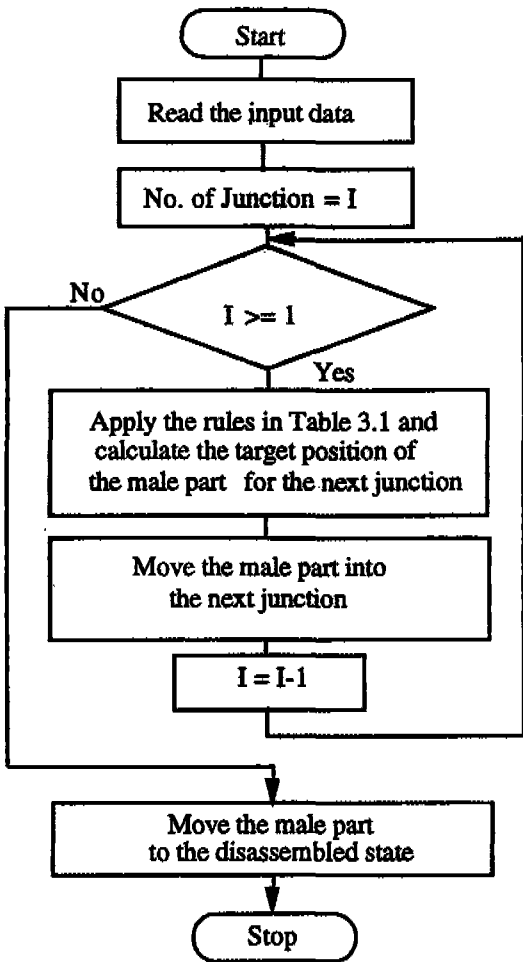 Start
Read the input data
No. of Junction = I
No
I >= 1
Yes
Apply the rules in Table 3.1 and
calculate the target position of
the male part for the next junction
Move the male part into
the next junction
I = I-1
Move the male part
to the disassembled state
Stop